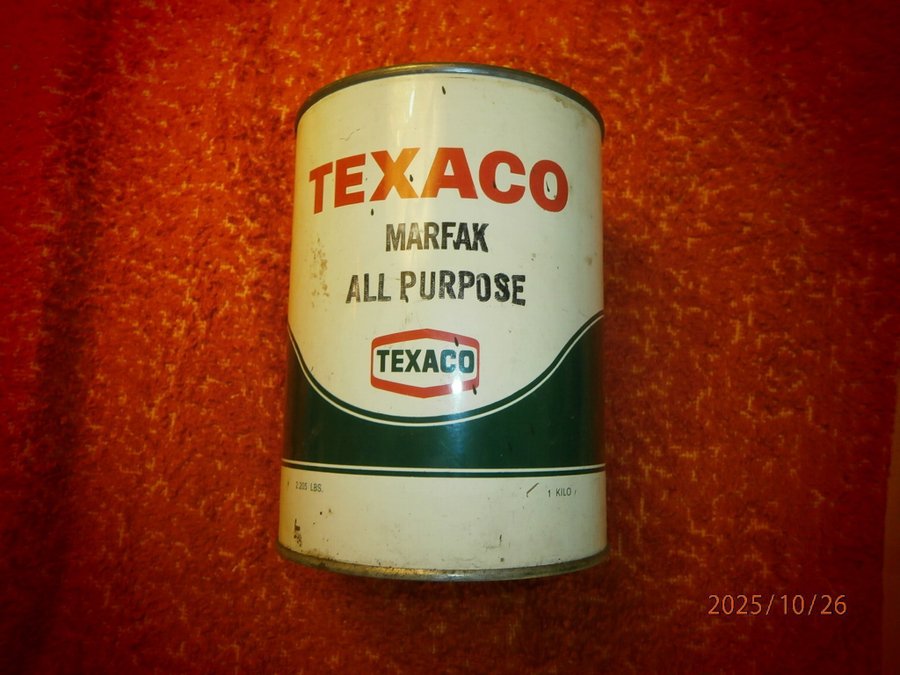 TEXACO
MARFAK
ALL PURPOSE
TEXACO
2.205 LBS. 1 KILO
2025/10/26